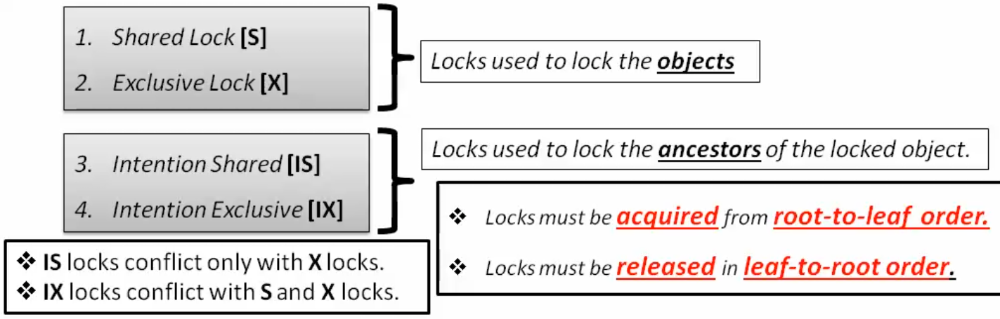 1. Shared Lock [S]
2. Exclusive Lock [X]
Locks used to lock the objects
3. Intention Shared [IS]
4. Intention Exclusive [IX]
Locks used to lock the ancestors of the locked object.
❖ Locks must be acquired from root-to-leaf order.
❖ Locks must be released in leaf-to-root order.
❖ IS locks conflict only with X locks.
❖ IX locks conflict with S and X locks.